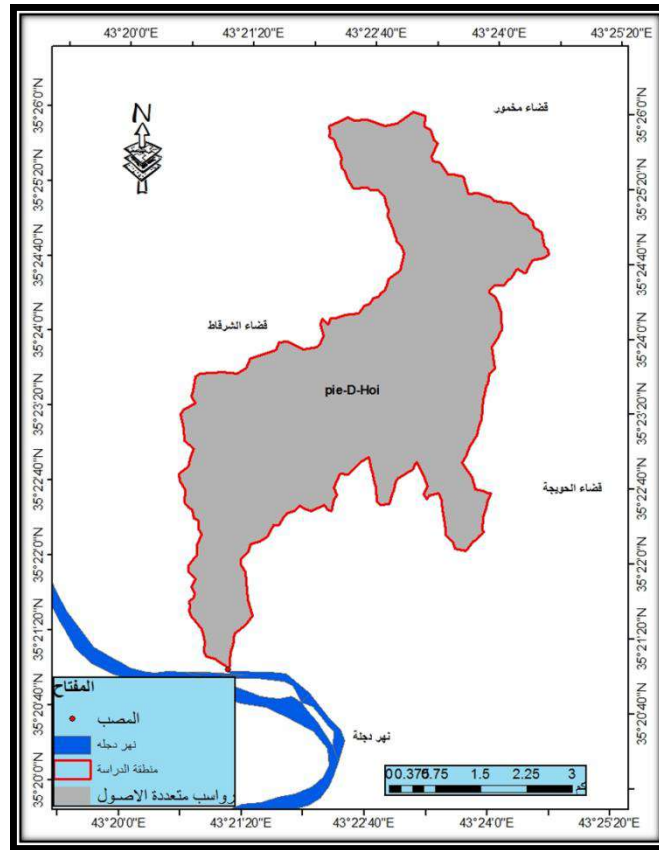 43°20'0"E 43°21'20"E 43°22'40"E 43°24'0"E 43°25'20"E
قضاء مخمور
N
35°26'0"N 35°26'0"N
35°25'20"N 35°25'20"N
35°24'40"N 35°24'40"N
قضاء الشرقاط
35°24'0"N 35°24'0"N
pie-D-Hoi
35°23'20"N 35°23'20"N
قضاء الحويجة
35°22'40"N 35°22'40"N
35°22'0"N 35°22'0"N
35°21'20"N 35°21'20"N
35°20'40"N 35°20'40"N
35°20'0"N 35°20'0"N
نهر دجلة
المفتاح
المصب
نهر دجله
منطقة الدراسة
رواسب متعددة الاصول
0 0.375 0.75 1.5 2.25 3
كم
43°20'0"E 43°21'20"E 43°22'40"E 43°24'0"E 43°25'20"E